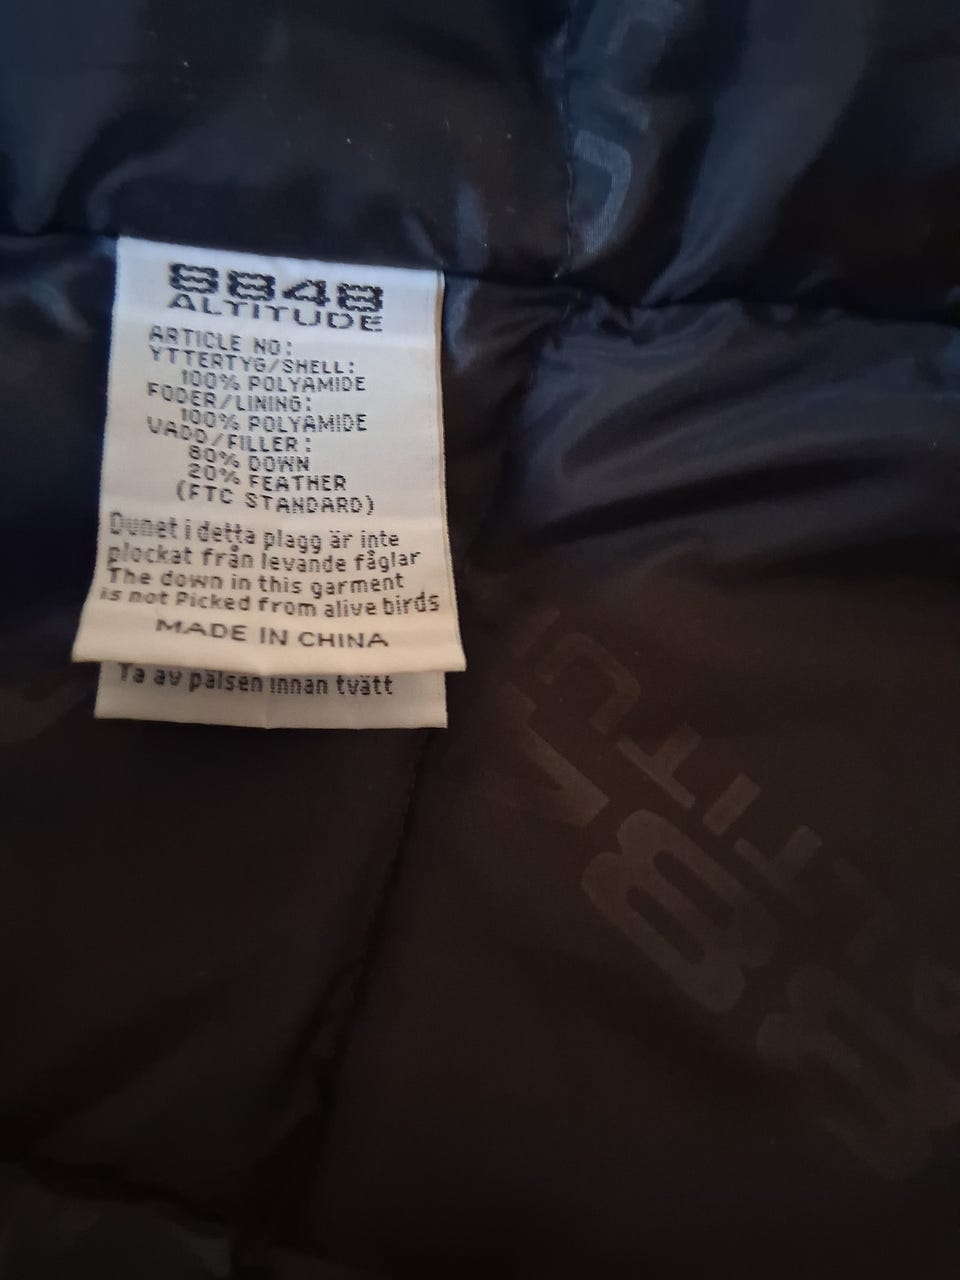 8848
ALTITUDE
ARTICLE NO:
YTTERTYG/SHELL:
100% POLYAMIDE
FODER/LINING:
100% POLYAMIDE
VADD/FILLER:
80% DOWN
20% FEATHER
(FTC STANDARD)
Dunet i detta plagg är inte
plockat från levande fåglar
The down in this garment
is not Picked from alive birds
MADE IN CHINA
Ta av pälsen innan tvätt